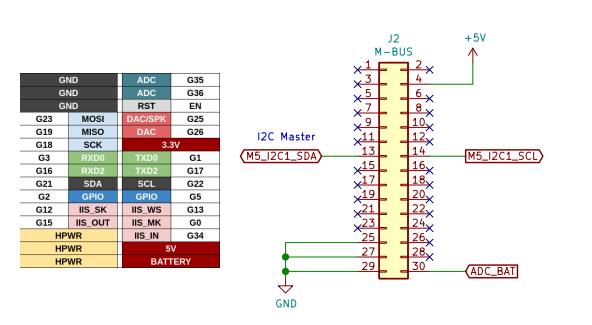 GND ADC G35
GND ADC G36
GND RST EN
G23 MOSI DAC/SPK G25
G19 MISO DAC G26
G18 SCK 3.3V
G3 RXD0 TXD0 G1
G16 RXD2 TXD2 G17
G21 SDA SCL G22
G2 GPIO GPIO G5
G12 IIS_SK IIS_WS G13
G15 IIS_OUT IIS_MK G0
HPWR IIS_IN G34
HPWR 5V
HPWR BATTERY
J2
M-BUS
+5V
1 2
3 4
5 6
7 8
9 10
I2C Master
11 12
M5_I2C1_SDA 13 14 M5_I2C1_SCL
15 16
17 18
19 20
21 22
23 24
25 26
27 28
29 30 ADC_BAT
GND